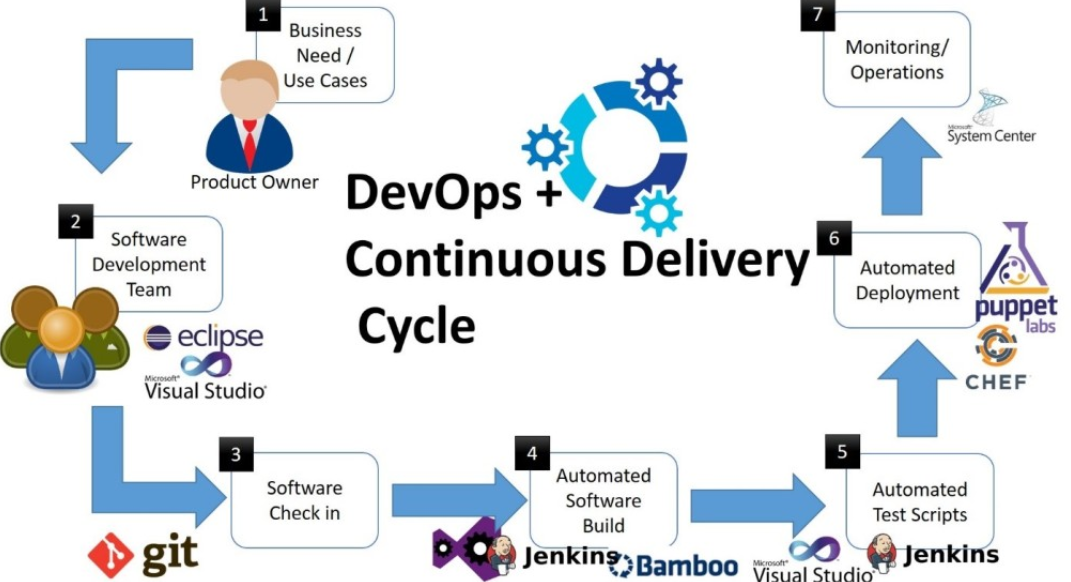 1
Business
Need /
Use Cases
Product Owner
2
Software
Development
Team
eclipse
Microsoft®
Visual Studio®
DevOps +
Continuous Delivery
Cycle
3
Software
Check in
git
4
Automated
Software
Build
Jenkins
Bamboo
5
Automated
Test Scripts
Microsoft®
Visual Studio®
Jenkins
6
Automated
Deployment
puppet
labs
CHEF
7
Monitoring/
Operations
Microsoft®
System Center